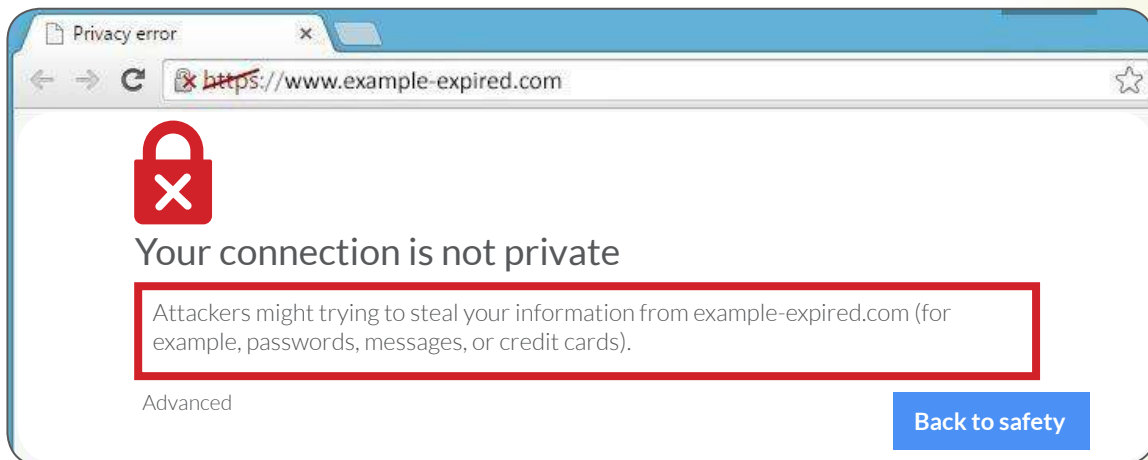 Privacy error
https://www.example-expired.com
Your connection is not private
Attackers might trying to steal your information from example-expired.com (for
example, passwords, messages, or credit cards).
Advanced
Back to safety